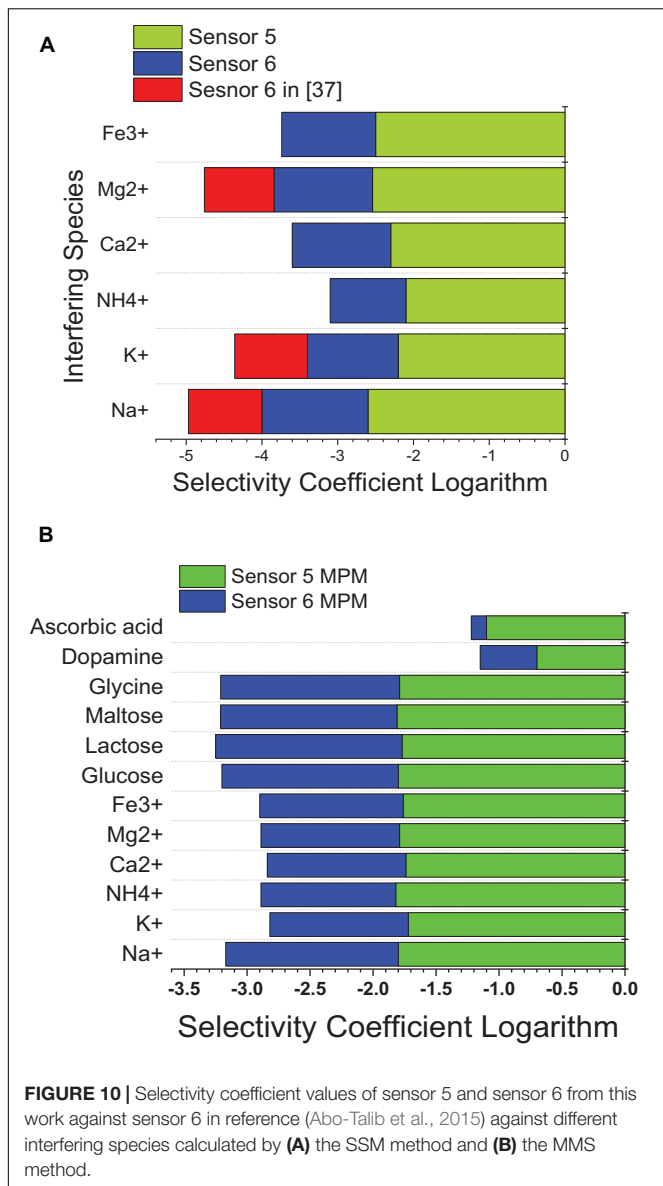 A
Sensor 5
Sensor 6
Sesnor 6 in [37]
Interfering Species
Fe3+
Mg2+
Ca2+
NH4+
K+
Na+
-5 -4 -3 -2 -1 0
Selectivity Coefficient Logarithm
B
Sensor 5 MPM
Sensor 6 MPM
Ascorbic acid
Dopamine
Glycine
Maltose
Lactose
Glucose
Fe3+
Mg2+
Ca2+
NH4+
K+
Na+
-3.5 -3.0 -2.5 -2.0 -1.5 -1.0 -0.5 0.0
Selectivity Coefficient Logarithm
FIGURE 10 | Selectivity coefficient values of sensor 5 and sensor 6 from this
work against sensor 6 in reference (Abo-Talib et al., 2015) against different
interfering species calculated by (A) the SSM method and (B) the MMS
method.